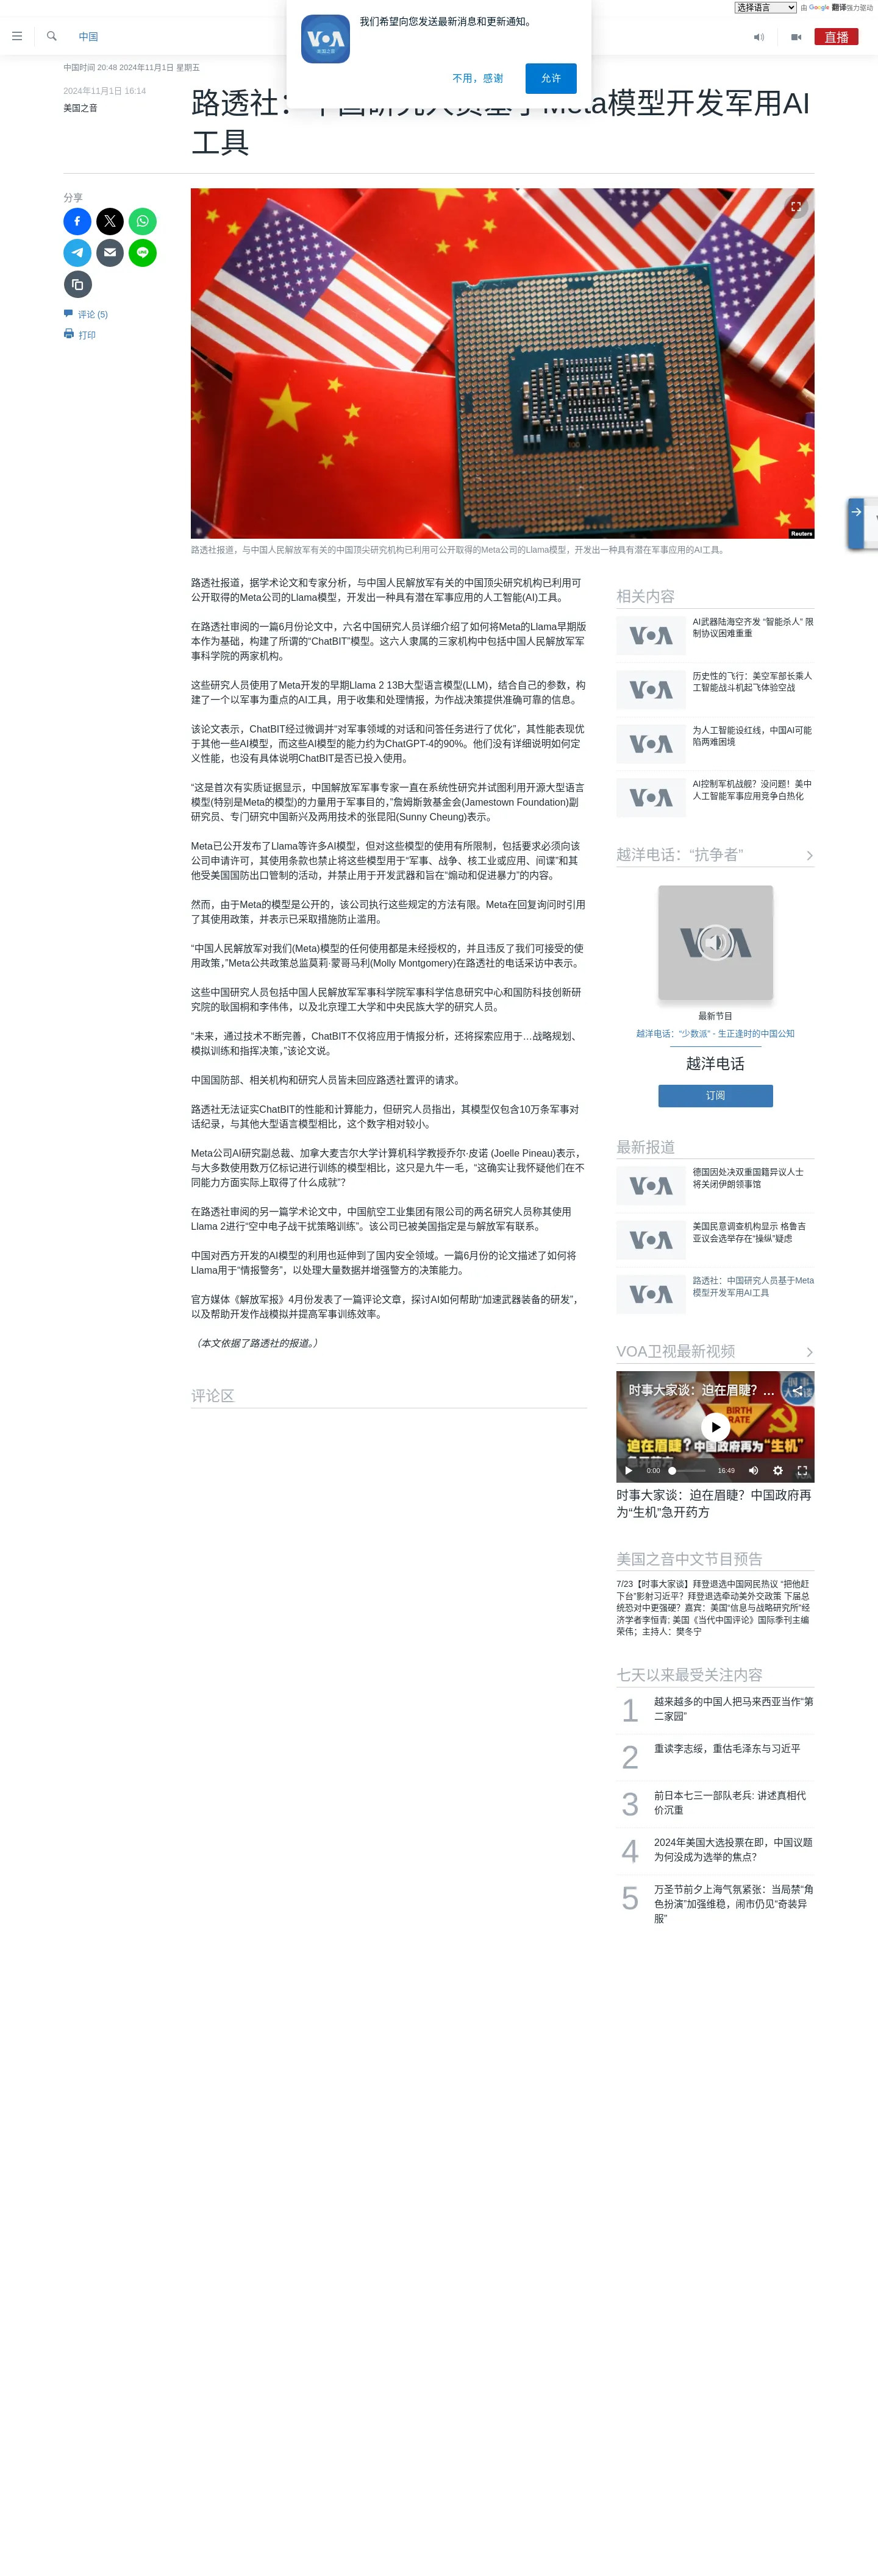 选择语言
由 Google 翻译强力驱动
我们希望向您发送最新消息和更新通知。
VOA
美国之音
不用，感谢
允许
中国
直播
中国时间 20:48 2024年11月1日 星期五
2024年11月1日 16:14
美国之音
Meta模型开发军用AI
工具
分享
评论 (5)
打印
Reuters
路透社报道，与中国人民解放军有关的中国顶尖研究机构已利用可公开取得的Meta公司的Llama模型，开发出一种具有潜在军事应用的AI工具。
路透社报道，据学术论文和专家分析，与中国人民解放军有关的中国顶尖研究机构已利用可
公开取得的Meta公司的Llama模型，开发出一种具有潜在军事应用的人工智能(AI)工具。
在路透社审阅的一篇6月份论文中，六名中国研究人员详细介绍了如何将Meta的Llama早期版
本作为基础，构建了所谓的“ChatBIT”模型。这六人隶属的三家机构中包括中国人民解放军军
事科学院的两家机构。
这些研究人员使用了Meta开发的早期Llama 2 13B大型语言模型(LLM)，结合自己的参数，构
建了一个以军事为重点的AI工具，用于收集和处理情报，为作战决策提供准确可靠的信息。
该论文表示，ChatBIT经过微调并“对军事领域的对话和问答任务进行了优化”，其性能表现优
于其他一些AI模型，而这些AI模型的能力约为ChatGPT-4的90%。他们没有详细说明如何定
义性能，也没有具体说明ChatBIT是否已投入使用。
“这是首次有实质证据显示，中国解放军军事专家一直在系统性研究并试图利用开源大型语言
模型(特别是Meta的模型)的力量用于军事目的，”詹姆斯敦基金会(Jamestown Foundation)副
研究员、专门研究中国新兴及两用技术的张昆阳(Sunny Cheung)表示。
Meta已公开发布了Llama等许多AI模型，但对这些模型的使用有所限制，包括要求必须向该
公司申请许可，其使用条款也禁止将这些模型用于“军事、战争、核工业或应用、间谍”和其
他受美国国防出口管制的活动，并禁止用于开发武器和旨在“煽动和促进暴力”的内容。
然而，由于Meta的模型是公开的，该公司执行这些规定的方法有限。Meta在回复询问时引用
了其使用政策，并表示已采取措施防止滥用。
“中国人民解放军对我们(Meta)模型的任何使用都是未经授权的，并且违反了我们可接受的使
用政策，”Meta公共政策总监莫莉·蒙哥马利(Molly Montgomery)在路透社的电话采访中表示。
这些中国研究人员包括中国人民解放军军事科学院军事科学信息研究中心和国防科技创新研
究院的耿国桐和李伟伟，以及北京理工大学和中央民族大学的研究人员。
“未来，通过技术不断完善，ChatBIT不仅将应用于情报分析，还将探索应用于…战略规划、
模拟训练和指挥决策，”该论文说。
中国国防部、相关机构和研究人员皆未回应路透社置评的请求。
路透社无法证实ChatBIT的性能和计算能力，但研究人员指出，其模型仅包含10万条军事对
话纪录，与其他大型语言模型相比，这个数字相对较小。
Meta公司AI研究副总裁、加拿大麦吉尔大学计算机科学教授乔尔·皮诺 (Joelle Pineau)表示，
与大多数使用数万亿标记进行训练的模型相比，这只是九牛一毛，“这确实让我怀疑他们在不
同能力方面实际上取得了什么成就”？
在路透社审阅的另一篇学术论文中，中国航空工业集团有限公司的两名研究人员称其使用
Llama 2进行“空中电子战干扰策略训练”。该公司已被美国指定是与解放军有联系。
中国对西方开发的AI模型的利用也延伸到了国内安全领域。一篇6月份的论文描述了如何将
Llama用于“情报警务”，以处理大量数据并增强警方的决策能力。
官方媒体《解放军报》4月份发表了一篇评论文章，探讨AI如何帮助“加速武器装备的研发”，
以及帮助开发作战模拟并提高军事训练效率。
（本文依据了路透社的报道。）
评论区
相关内容
VOA
AI武器陆海空齐发 “智能杀人” 限
制协议困难重重
VOA
历史性的飞行：美空军部长乘人
工智能战斗机起飞体验空战
VOA
为人工智能设红线，中国AI可能
陷两难困境
VOA
AI控制军机战舰？没问题！美中
人工智能军事应用竞争白热化
越洋电话：“抗争者”
VOA
最新节目
越洋电话：“少数派” - 生正逢时的中国公知
越洋电话
订阅
最新报道
VOA
德国因处决双重国籍异议人士
将关闭伊朗领事馆
VOA
美国民意调查机构显示 格鲁吉
亚议会选举存在“操纵”疑虑
VOA
路透社：中国研究人员基于Meta
模型开发军用AI工具
VOA卫视最新视频
时事大家谈：迫在眉睫？…
BIRTH
RATE
迫在眉睫？中国政府再为“生机”
急开药方
0:00
16:49
时事大家谈：迫在眉睫？中国政府再
为“生机”急开药方
美国之音中文节目预告
7/23【时事大家谈】拜登退选中国网民热议 “把他赶
下台”影射习近平？拜登退选牵动美外交政策 下届总
统恐对中更强硬？嘉宾：美国“信息与战略研究所”经
济学者李恒青; 美国《当代中国评论》国际季刊主编
荣伟；主持人：樊冬宁
七天以来最受关注内容
1
越来越多的中国人把马来西亚当作“第
二家园”
2
重读李志绥，重估毛泽东与习近平
3
前日本七三一部队老兵: 讲述真相代
价沉重
4
2024年美国大选投票在即，中国议题
为何没成为选举的焦点？
5
万圣节前夕上海气氛紧张：当局禁“角
色扮演”加强维稳，闹市仍见“奇装异
服”